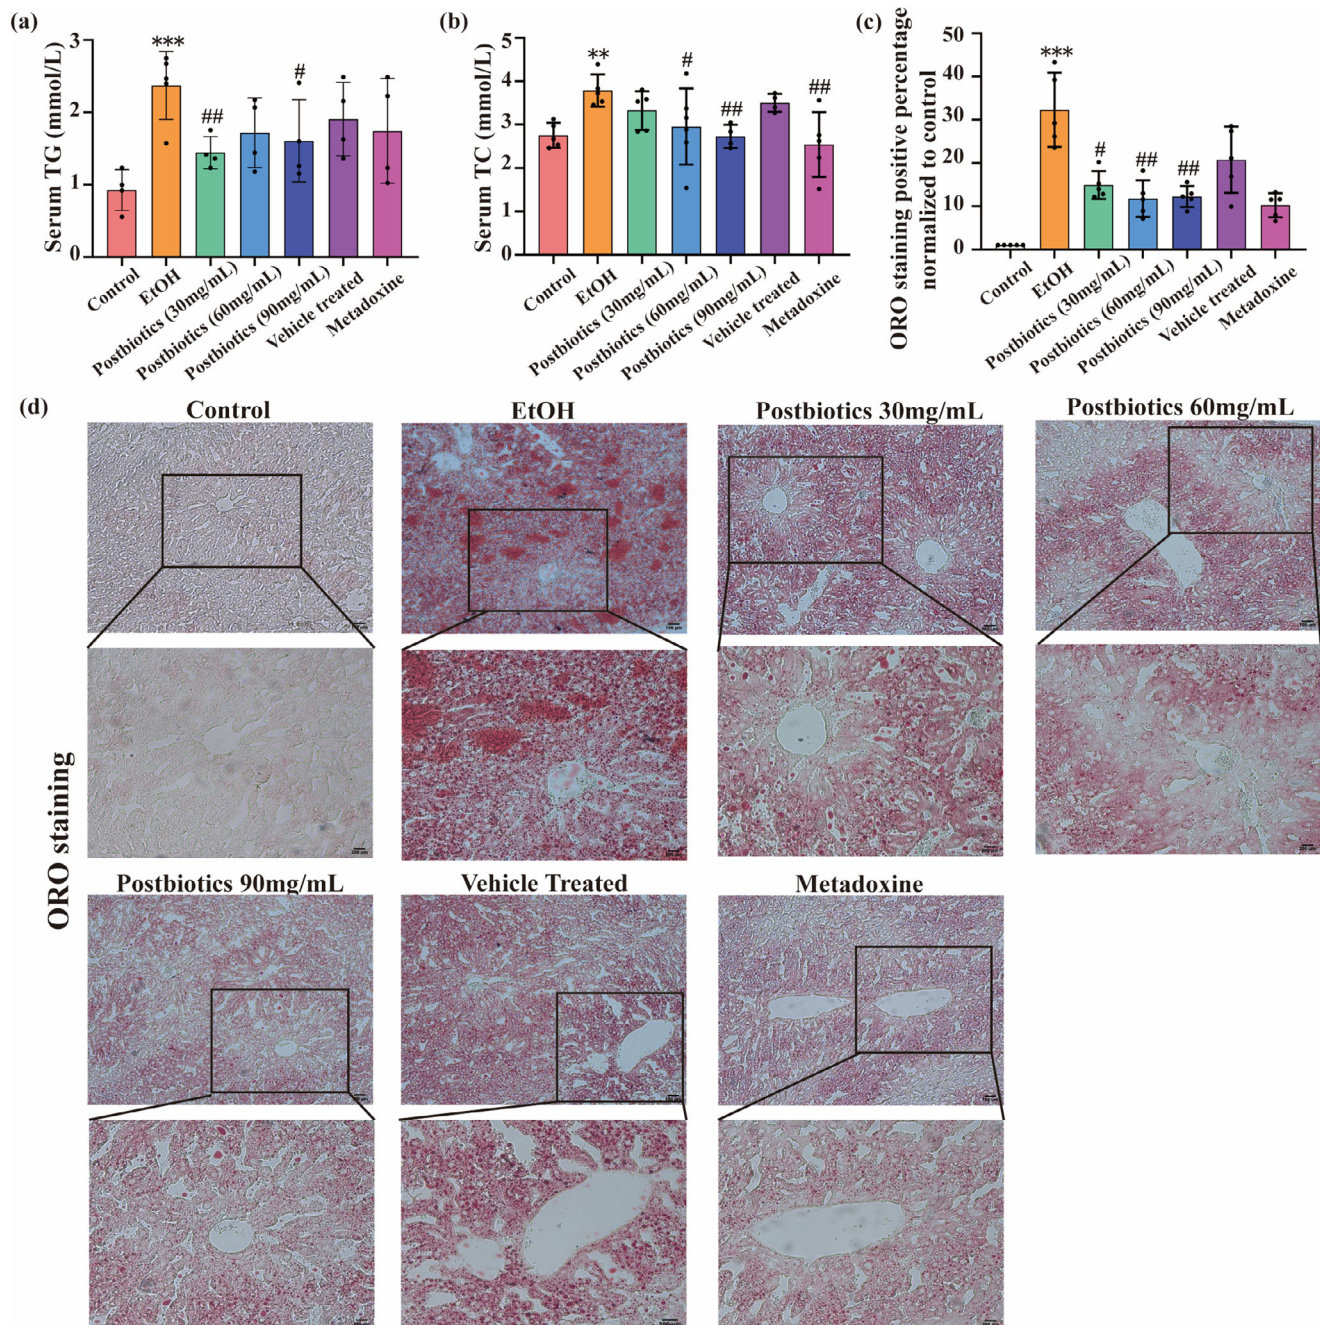 (a)
Serum TG (mmol/L)
3
2
1
0
***
##
#
Control
EtOH
Postbiotics (30mg/mL)
Postbiotics (60mg/mL)
Postbiotics (90mg/mL)
Vehicle treated
Metadoxine
(b)
Serum TC (mmol/L)
5
4
3
2
1
0
**
#
##
##
Control
EtOH
Postbiotics (30mg/mL)
Postbiotics (60mg/mL)
Postbiotics (90mg/mL)
Vehicle treated
Metadoxine
(c)
ORO staining positive percentage
normalized to control
50
40
30
20
10
0
***
#
##
##
Control
EtOH
Postbiotics (30mg/mL)
Postbiotics (60mg/mL)
Postbiotics (90mg/mL)
Vehicle treated
Metadoxine
(d)
ORO staining
Control
EtOH
Postbiotics 30mg/mL
Postbiotics 60mg/mL
Postbiotics 90mg/mL
Vehicle Treated
Metadoxine